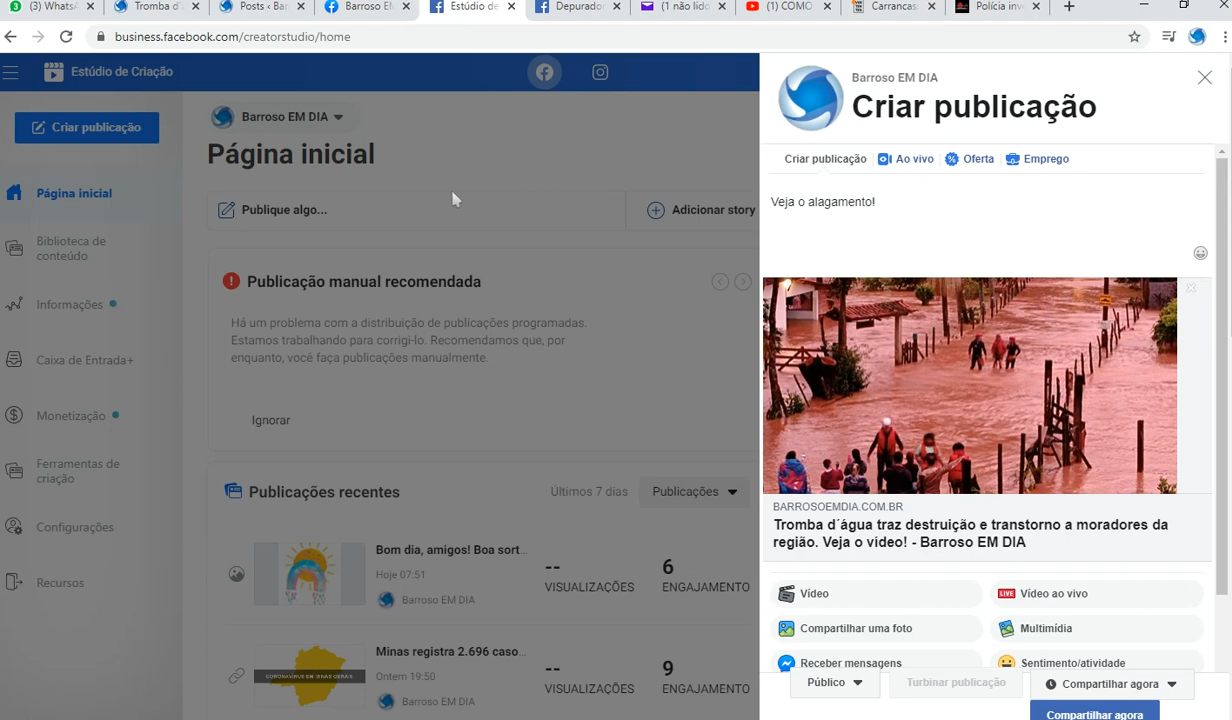 (3) WhatsA
Tromba d´
Posts ‹ Bar
Barroso EM
Estúdio de
Depurador
(1 não lido
(1) COMO
Carrancas:
Polícia inve
business.facebook.com/creatorstudio/home
Estúdio de Criação
Criar publicação
Página inicial
Biblioteca de
conteúdo
Informações
Caixa de Entrada+
Monetização
Ferramentas de
criação
Configurações
Recursos
Barroso EM DIA
Página inicial
Publique algo...
Adicionar story
Publicação manual recomendada
Há um problema com a distribuição de publicações programadas.
Estamos trabalhando para corrigi-lo. Recomendamos que, por
enquanto, você faça publicações manualmente.
Ignorar
Publicações recentes
Últimos 7 dias
Publicações
Bom dia, amigos! Boa sort...
Hoje 07:51
Barroso EM DIA
--
VISUALIZAÇÕES
6
ENGAJAMENTO
CORONAVÍRUS EM MINAS GERAIS
Minas registra 2.696 caso...
Ontem 19:50
Barroso EM DIA
--
VISUALIZAÇÕES
9
ENGAJAMENTO
Barroso EM DIA
Criar publicação
Criar publicação
Ao vivo
Oferta
Emprego
Veja o alagamento!
BARROSOEMDIA.COM.BR
Tromba d´água traz destruição e transtorno a moradores da
região. Veja o vídeo! - Barroso EM DIA
Vídeo
LIVE Vídeo ao vivo
Compartilhar uma foto
Multimídia
Receber mensagens
Sentimento/atividade
Público
Turbinar publicação
Compartilhar agora
Compartilhar agora